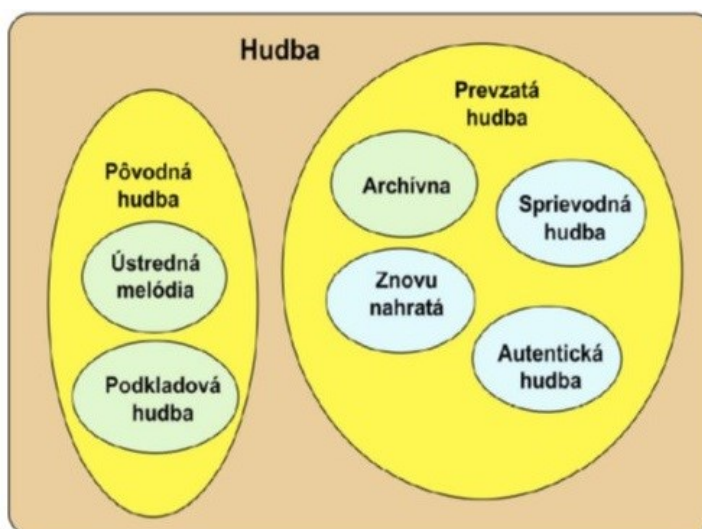 Hudba
Pôvodná
hudba
Ústredná
melódia
Podkladová
hudba
Prevzatá
hudba
Archívna
Sprievodná
hudba
Znovu
nahratá
Autentická
hudba